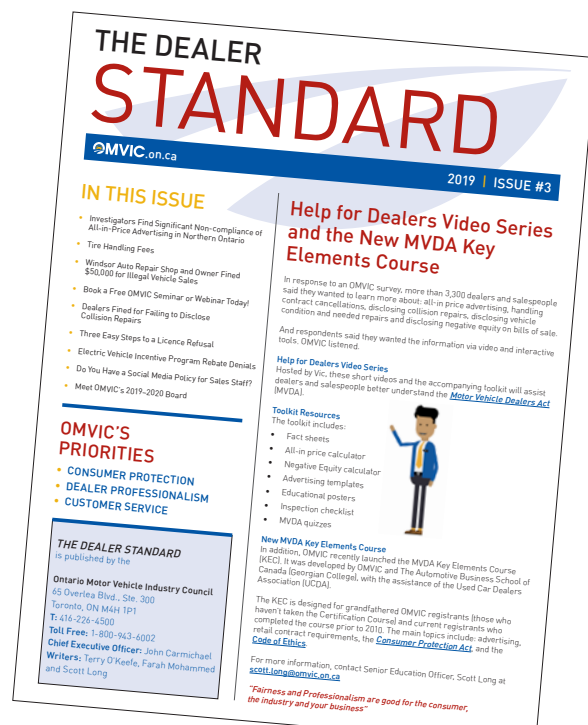 THE DEALER
STANDARD
OMVIC.on.ca
2019 | ISSUE #3
IN THIS ISSUE
• Investigators Find Significant Non-compliance of
All-in-Price Advertising in Northern Ontario
• Tire Handling Fees
• Windsor Auto Repair Shop and Owner Fined
$50,000 for Illegal Vehicle Sales
• Book a Free OMVIC Seminar or Webinar Today!
• Dealers Fined for Failing to Disclose
Collision Repairs
• Three Easy Steps to a Licence Refusal
• Electric Vehicle Incentive Program Rebate Denials
• Do You Have a Social Media Policy for Sales Staff?
• Meet OMVIC's 2019–2020 Board
OMVIC'S
PRIORITIES
• CONSUMER PROTECTION
• DEALER PROFESSIONALISM
• CUSTOMER SERVICE
THE DEALER STANDARD
is published by the
Ontario Motor Vehicle Industry Council
65 Overlea Blvd., Ste. 300
Toronto, ON M4H 1P1
T: 416-226-4500
Toll Free: 1-800-943-6002
Chief Executive Officer: John Carmichael
Writers: Terry O'Keefe, Farah Mohammed
and Scott Long
Help for Dealers Video Series
and the New MVDA Key
Elements Course
In response to an OMVIC survey, more than 3,300 dealers and salespeople
said they wanted to learn more about: all-in price advertising, handling
contract cancellations, disclosing collision repairs, disclosing vehicle
condition and needed repairs and disclosing negative equity on bills of sale.
And respondents said they wanted the information via video and interactive
tools. OMVIC listened.
Help for Dealers Video Series
Hosted by Vic, these short videos and the accompanying toolkit will assist
dealers and salespeople better understand the Motor Vehicle Dealers Act
(MVDA).
Toolkit Resources
The toolkit includes:
• Fact sheets
• All-in price calculator
• Negative Equity calculator
• Advertising templates
• Educational posters
• Inspection checklist
• MVDA quizzes
New MVDA Key Elements Course
In addition, OMVIC recently launched the MVDA Key Elements Course
(KEC). It was developed by OMVIC and The Automotive Business School of
Canada (Georgian College), with the assistance of the Used Car Dealers
Association (UCDA).
The KEC is designed for grandfathered OMVIC registrants (those who
haven't taken the Certification Course) and current registrants who
completed the course prior to 2010. The main topics include: advertising,
retail contract requirements, the Consumer Protection Act, and the
Code of Ethics.
For more information, contact Senior Education Officer, Scott Long at
scott.long@omvic.on.ca
"Fairness and Professionalism are good for the consumer,
the industry and your business"